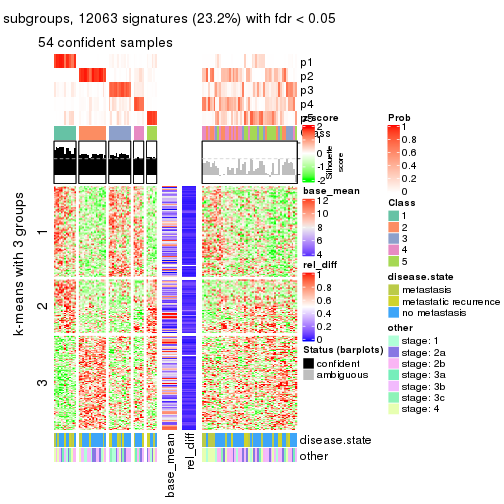 subgroups, 12063 signatures (23.2%) with fdr < 0.05
54 confident samples
p1
p2
p3
p4
p5
Class
z-score
2
1
0
-1
-2
Silhouette
score
k-means with 3 groups
1
2
3
base_mean
12
10
8
6
4
rel_diff
1
0.8
0.6
0.4
0.2
0
Status (barplots)
confident
ambiguous
Prob
1
0.8
0.6
0.4
0.2
0
Class
1
2
3
4
5
disease.state
metastasis
metastatic recurrence
no metastasis
other
stage: 1
stage: 2a
stage: 2b
stage: 3a
stage: 3b
stage: 3c
stage: 4
disease.state
other
base_mean
rel_diff